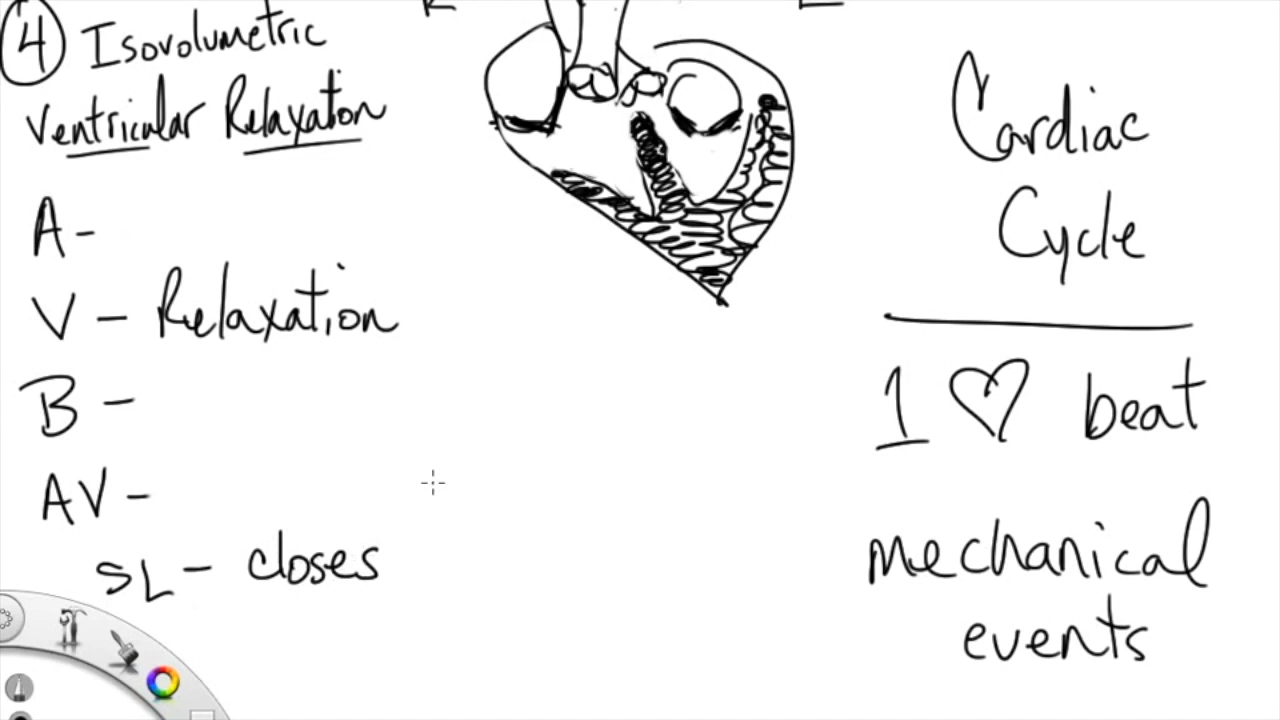 4 Isovolumetric
Ventricular Relaxation
A -
V - Relaxation
B -
AV -
SL - closes
Cardiac
Cycle
1 ♡ beat
mechanical
events